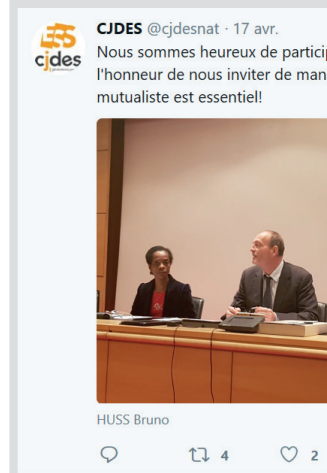 ESS
cjdes
CJDES @cjdesnat · 17 avr.
Nous sommes heureux de particip
l'honneur de nous inviter de man
mutualiste est essentiel!
HUSS Bruno
4 2